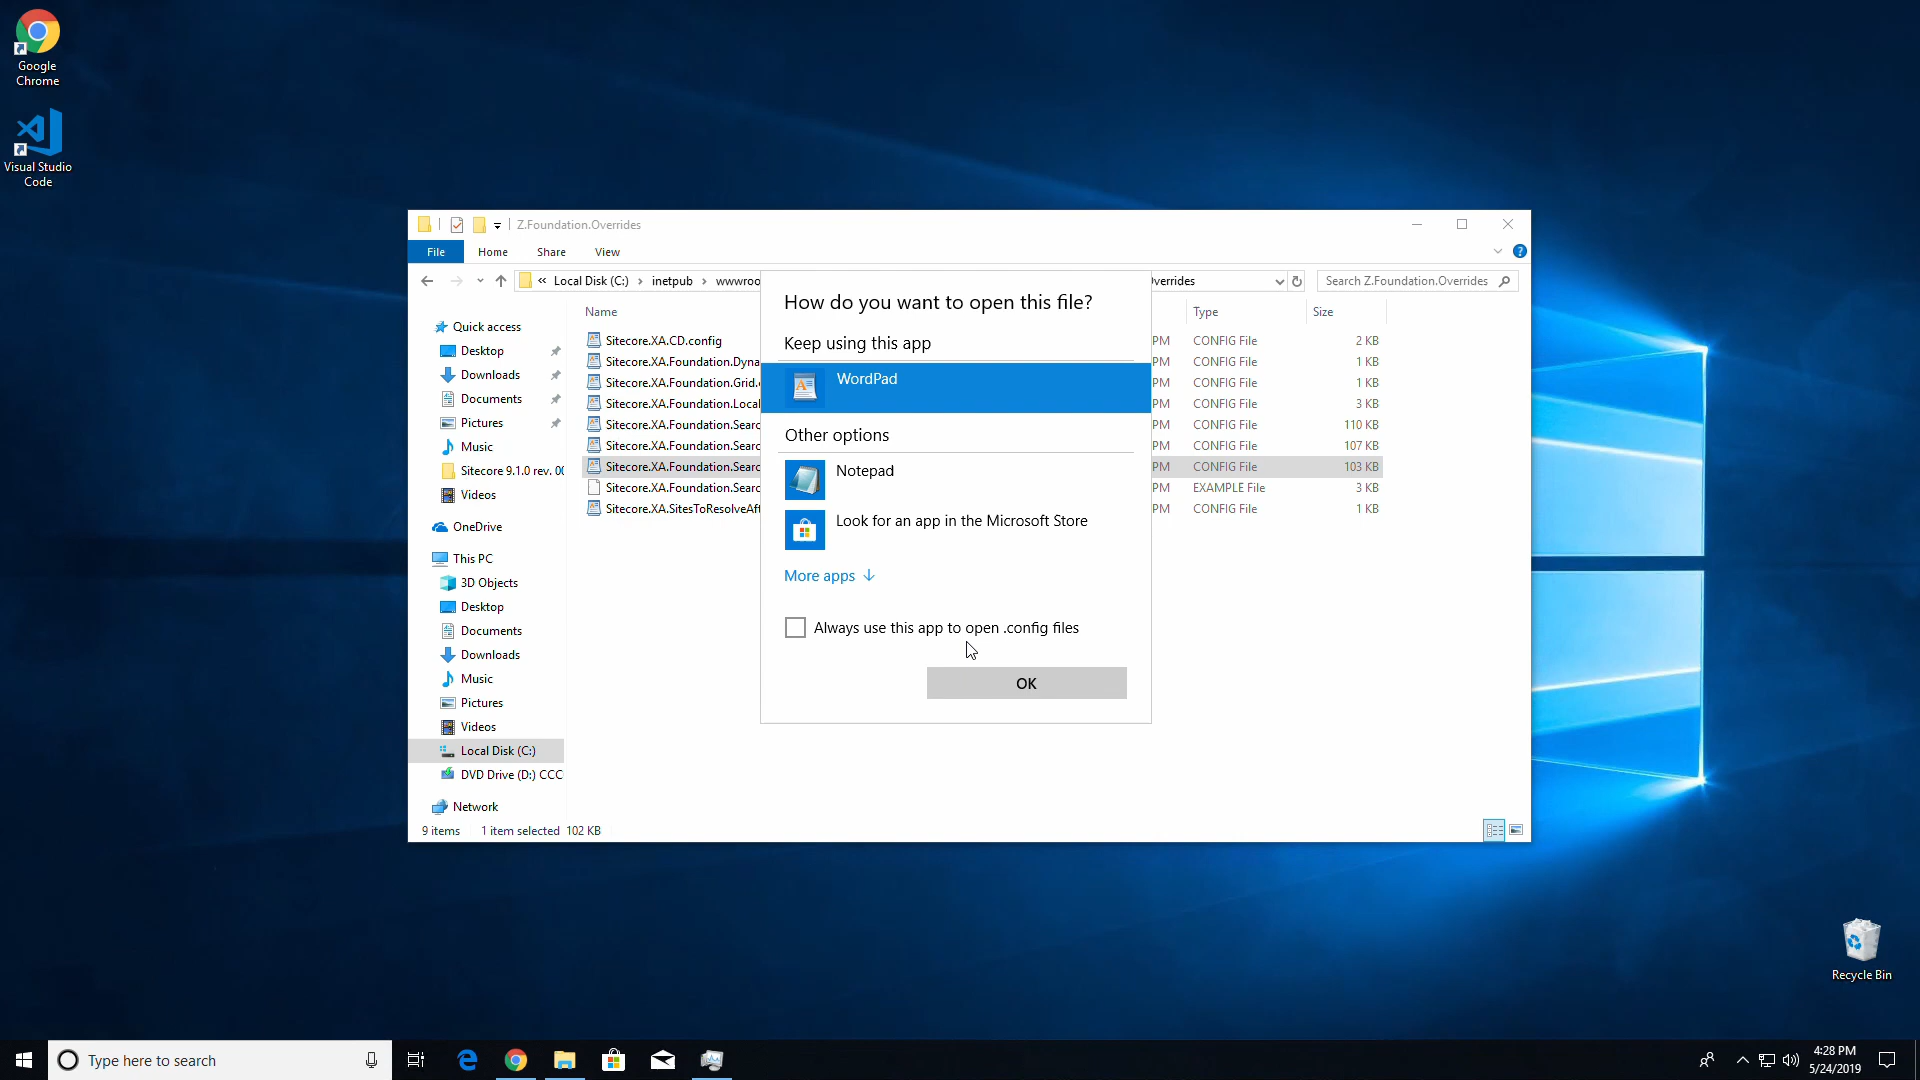 Google
Chrome
Visual Studio
Code
Z.Foundation.Overrides
File Home Share View
« Local Disk (C:) › inetpub › wwwroo
verrides
Search Z.Foundation.Overrides
Name
Type
Size
Quick access
Desktop
Downloads
Documents
Pictures
Music
Sitecore 9.1.0 rev. 00
Videos
OneDrive
This PC
3D Objects
Desktop
Documents
Downloads
Music
Pictures
Videos
Local Disk (C:)
DVD Drive (D:) CCC
Network
Sitecore.XA.CD.config PM CONFIG File 2 KB
Sitecore.XA.Foundation.Dyna PM CONFIG File 1 KB
Sitecore.XA.Foundation.Grid. PM CONFIG File 1 KB
Sitecore.XA.Foundation.Local PM CONFIG File 3 KB
Sitecore.XA.Foundation.Searc PM CONFIG File 110 KB
Sitecore.XA.Foundation.Searc PM CONFIG File 107 KB
Sitecore.XA.Foundation.Searc PM CONFIG File 103 KB
Sitecore.XA.Foundation.Searc PM EXAMPLE File 3 KB
Sitecore.XA.SitesToResolveAft PM CONFIG File 1 KB
How do you want to open this file?
Keep using this app
WordPad
Other options
Notepad
Look for an app in the Microsoft Store
More apps
Always use this app to open .config files
OK
9 items 1 item selected 102 KB
Recycle Bin
Type here to search
4:28 PM
5/24/2019